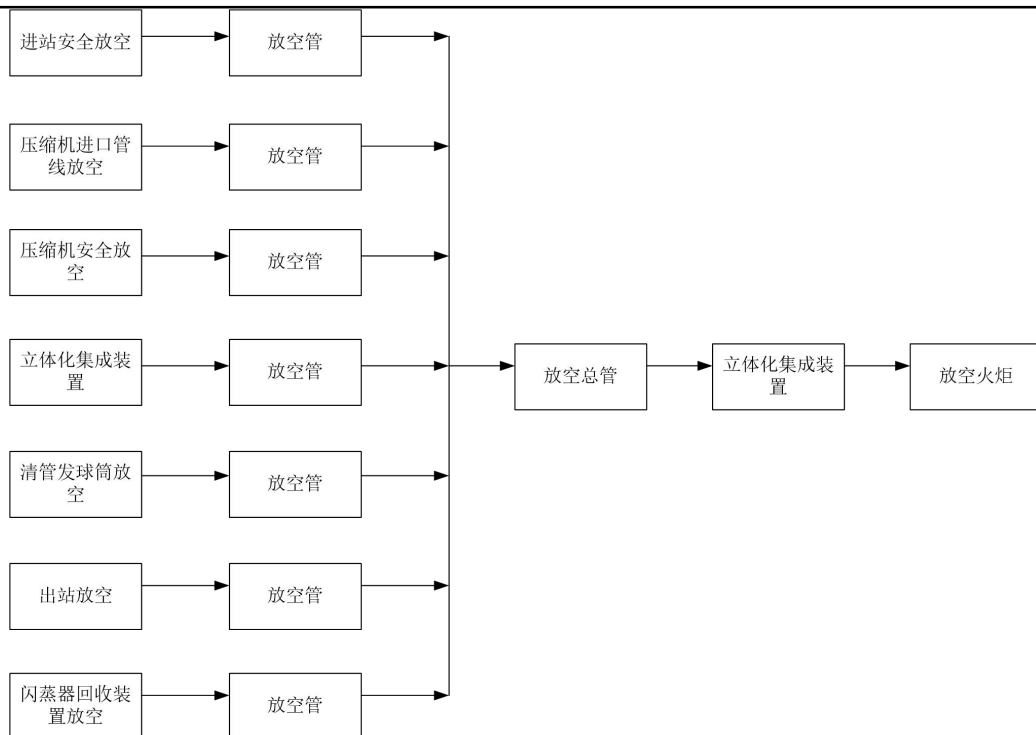 进站安全放空
放空管
压缩机进口管
线放空
放空管
压缩机安全放
空
放空管
立体化集成装
置
放空管
放空总管
立体化集成装
置
放空火炬
清管发球筒放
空
放空管
出站放空
放空管
闪蒸器回收装
置放空
放空管